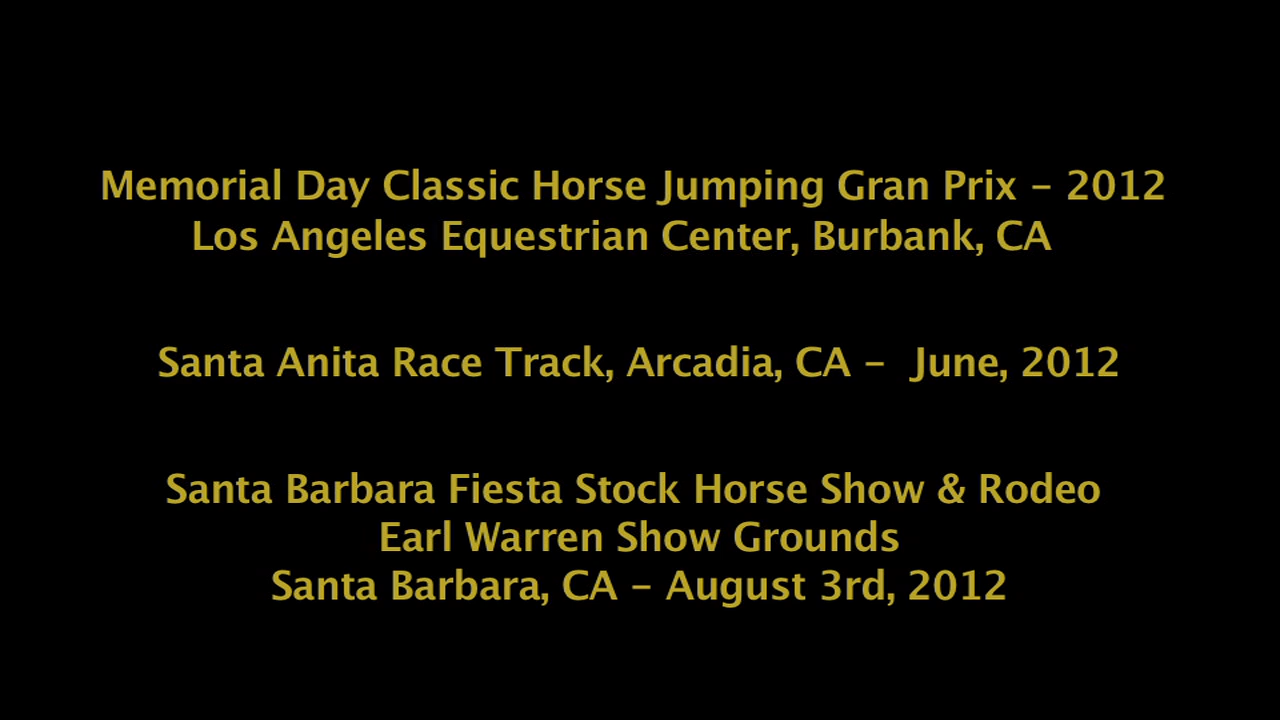 Memorial Day Classic Horse Jumping Gran Prix - 2012
Los Angeles Equestrian Center, Burbank, CA
Santa Anita Race Track, Arcadia, CA -  June, 2012
Santa Barbara Fiesta Stock Horse Show & Rodeo
Earl Warren Show Grounds
Santa Barbara, CA - August 3rd, 2012